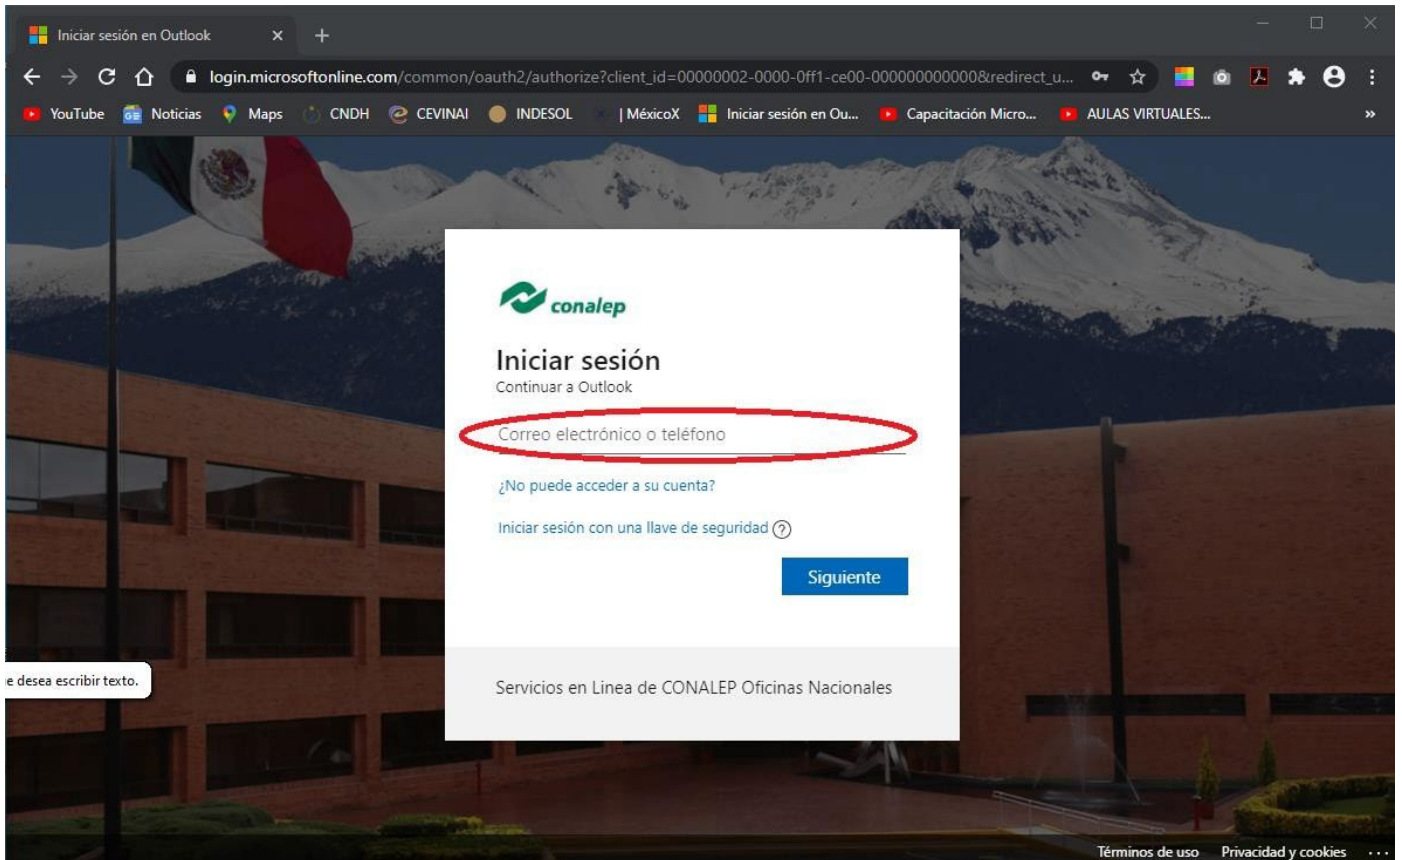 Iniciar sesión en Outlook
login.microsoftonline.com/common/oauth2/authorize?client_id=00000002-0000-0ff1-ce00-000000000000&redirect_u...
YouTube GE Noticias Maps CNDH CEVINAI INDESOL | MéxicoX Iniciar sesión en Ou... Capacitación Micro... AULAS VIRTUALES... »
conalep
Iniciar sesión
Continuar a Outlook
Correo electrónico o teléfono
¿No puede acceder a su cuenta?
Iniciar sesión con una llave de seguridad ?
Siguiente
e desea escribir texto.
Servicios en Linea de CONALEP Oficinas Nacionales
Términos de uso Privacidad y cookies ...